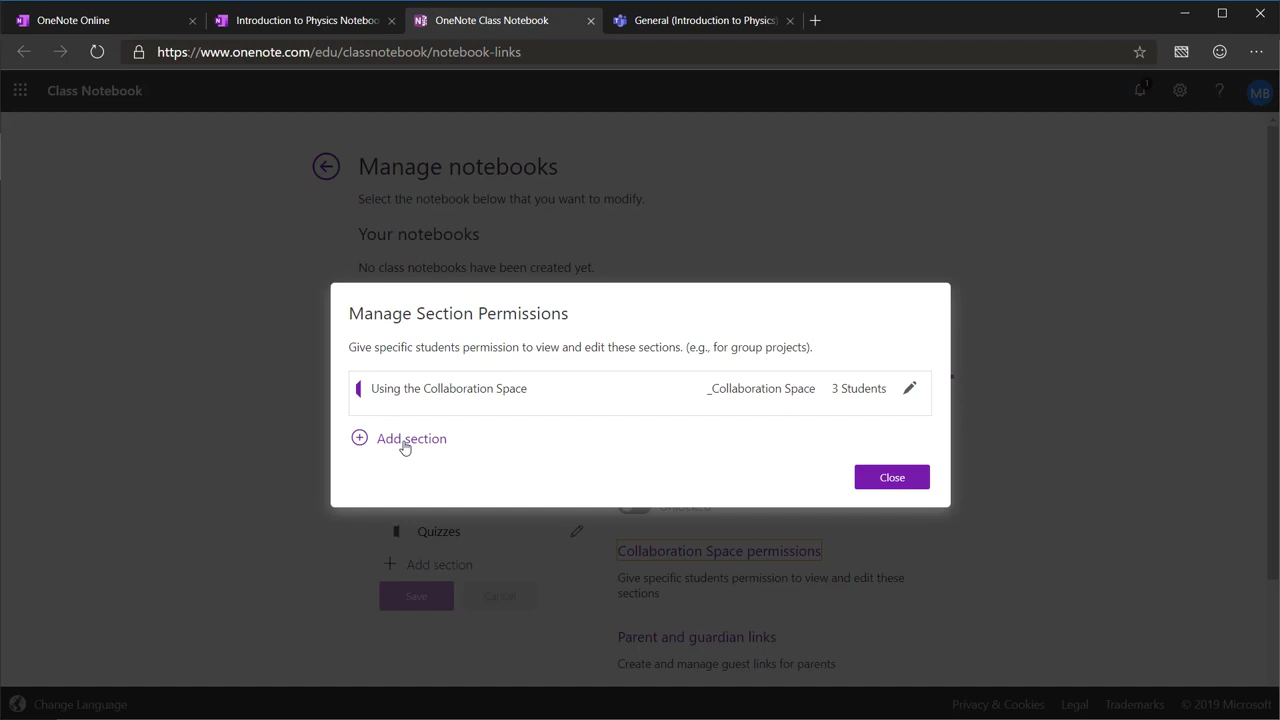 OneNote Online
Introduction to Physics Notebo
OneNote Class Notebook
General (Introduction to Physics)
https://www.onenote.com/edu/classnotebook/notebook-links
Class Notebook
1
MB
Manage notebooks
Select the notebook below that you want to modify.
Your notebooks
No class notebooks have been created yet.
Manage Section Permissions
Give specific students permission to view and edit these sections. (e.g., for group projects).
Using the Collaboration Space _Collaboration Space 3 Students
Add section
Close
Unlocked
Quizzes
Add section
Save Cancel
Collaboration Space permissions
Give specific students permission to view and edit these
sections
Parent and guardian links
Create and manage guest links for parents
Change Language
Privacy & Cookies Legal Trademarks © 2019 Microsoft